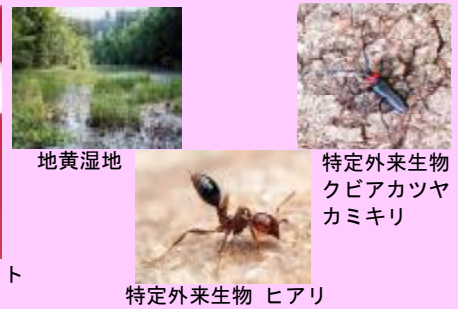 地黄湿地
特定外来生物
クビアカツヤ
カミキリ
ト
特定外来生物 ヒアリ